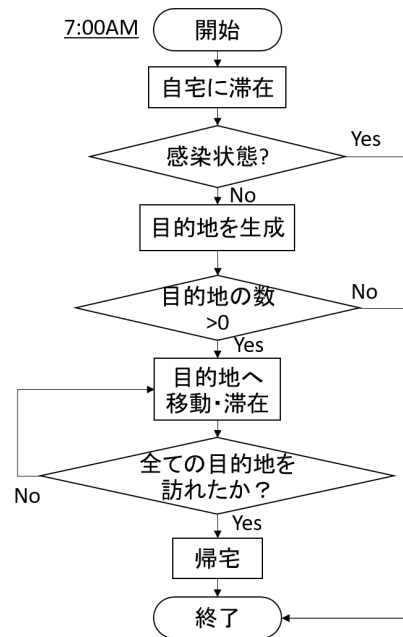 7:00AM
開始
自宅に滞在
感染状態?
Yes
No
目的地を生成
目的地の数
>0
No
Yes
目的地へ
移動・滞在
全ての目的地を
訪れたか？
No
Yes
帰宅
終了